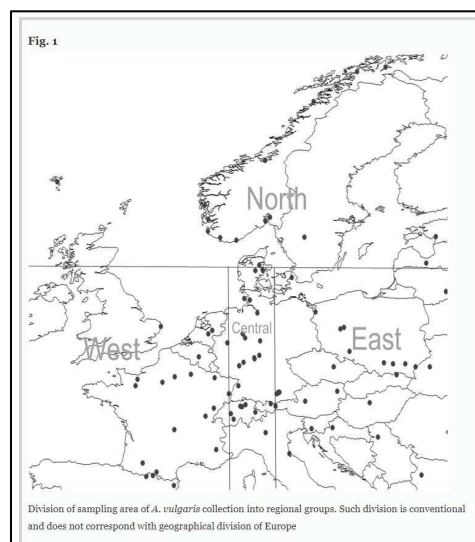 Fig. 1
North
Central
West
East
Division of sampling area of A. vulgaris collection into regional groups. Such division is conventional
and does not correspond with geographical division of Europe